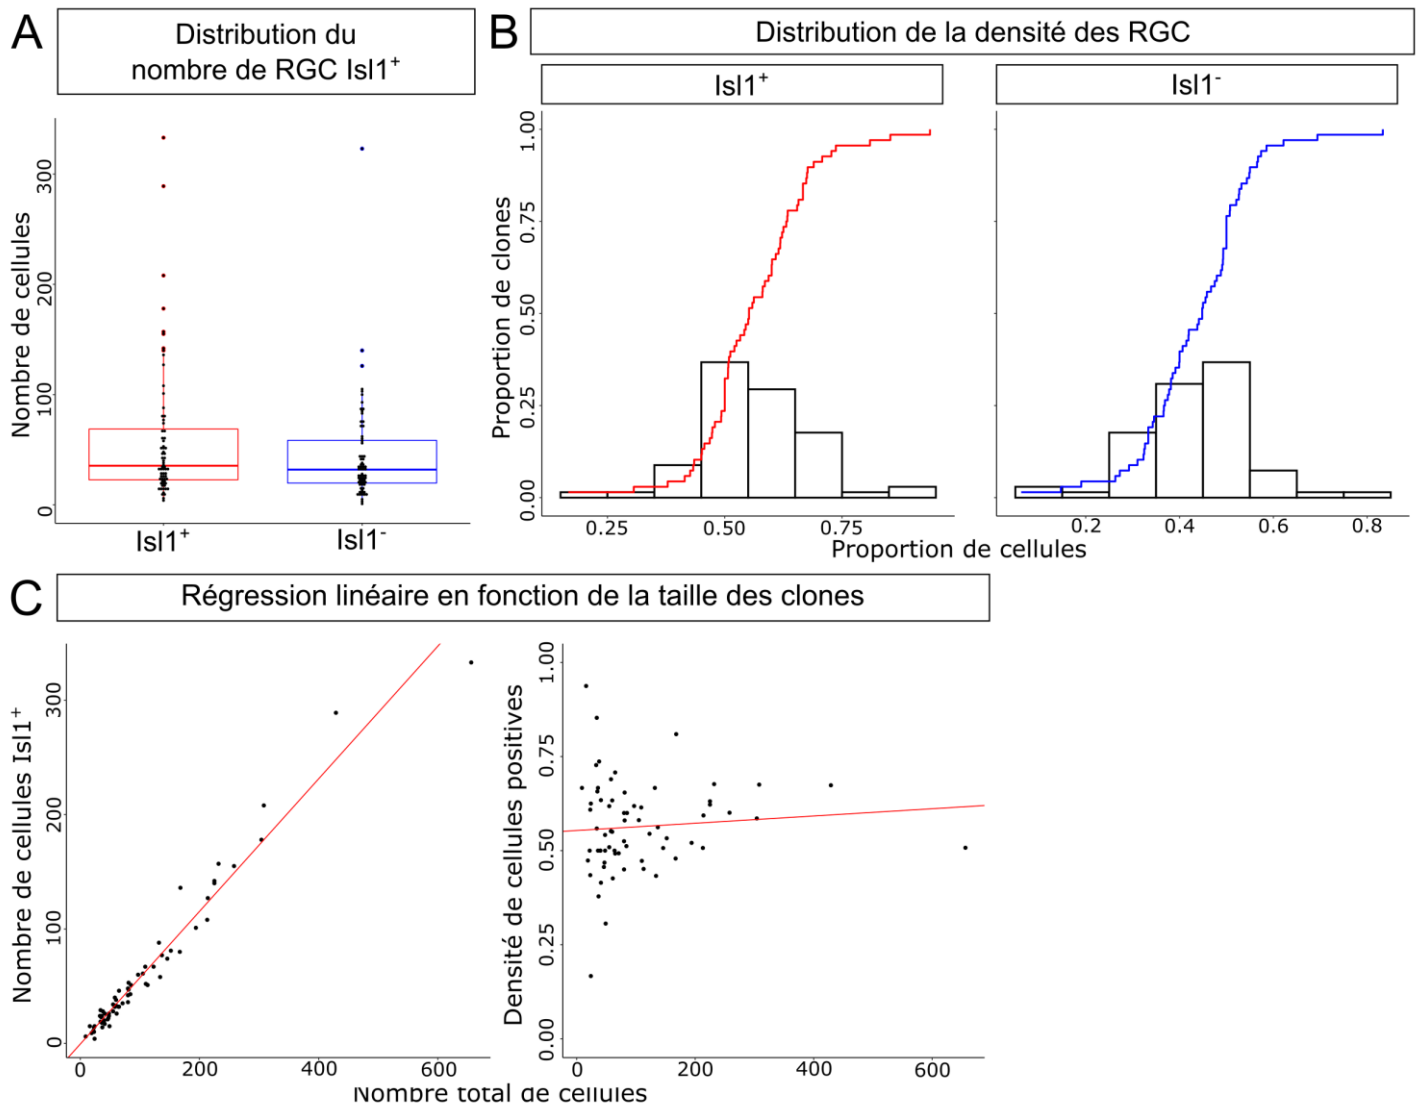 A
Distribution du
nombre de RGC Isl1⁺
Nombre de cellules
0
100
200
300
Isl1⁺
Isl1⁻
B
Distribution de la densité des RGC
Isl1⁺
Isl1⁻
Proportion de clones
0.00
0.25
0.50
0.75
1.00
0.25
0.50
0.75
0.2
0.4
0.6
0.8
Proportion de cellules
C
Régression linéaire en fonction de la taille des clones
Nombre de cellules Isl1⁺
0
100
200
300
0
200
400
600
Densité de cellules positives
0.00
0.25
0.50
0.75
1.00
0
200
400
600
Nombre total de cellules